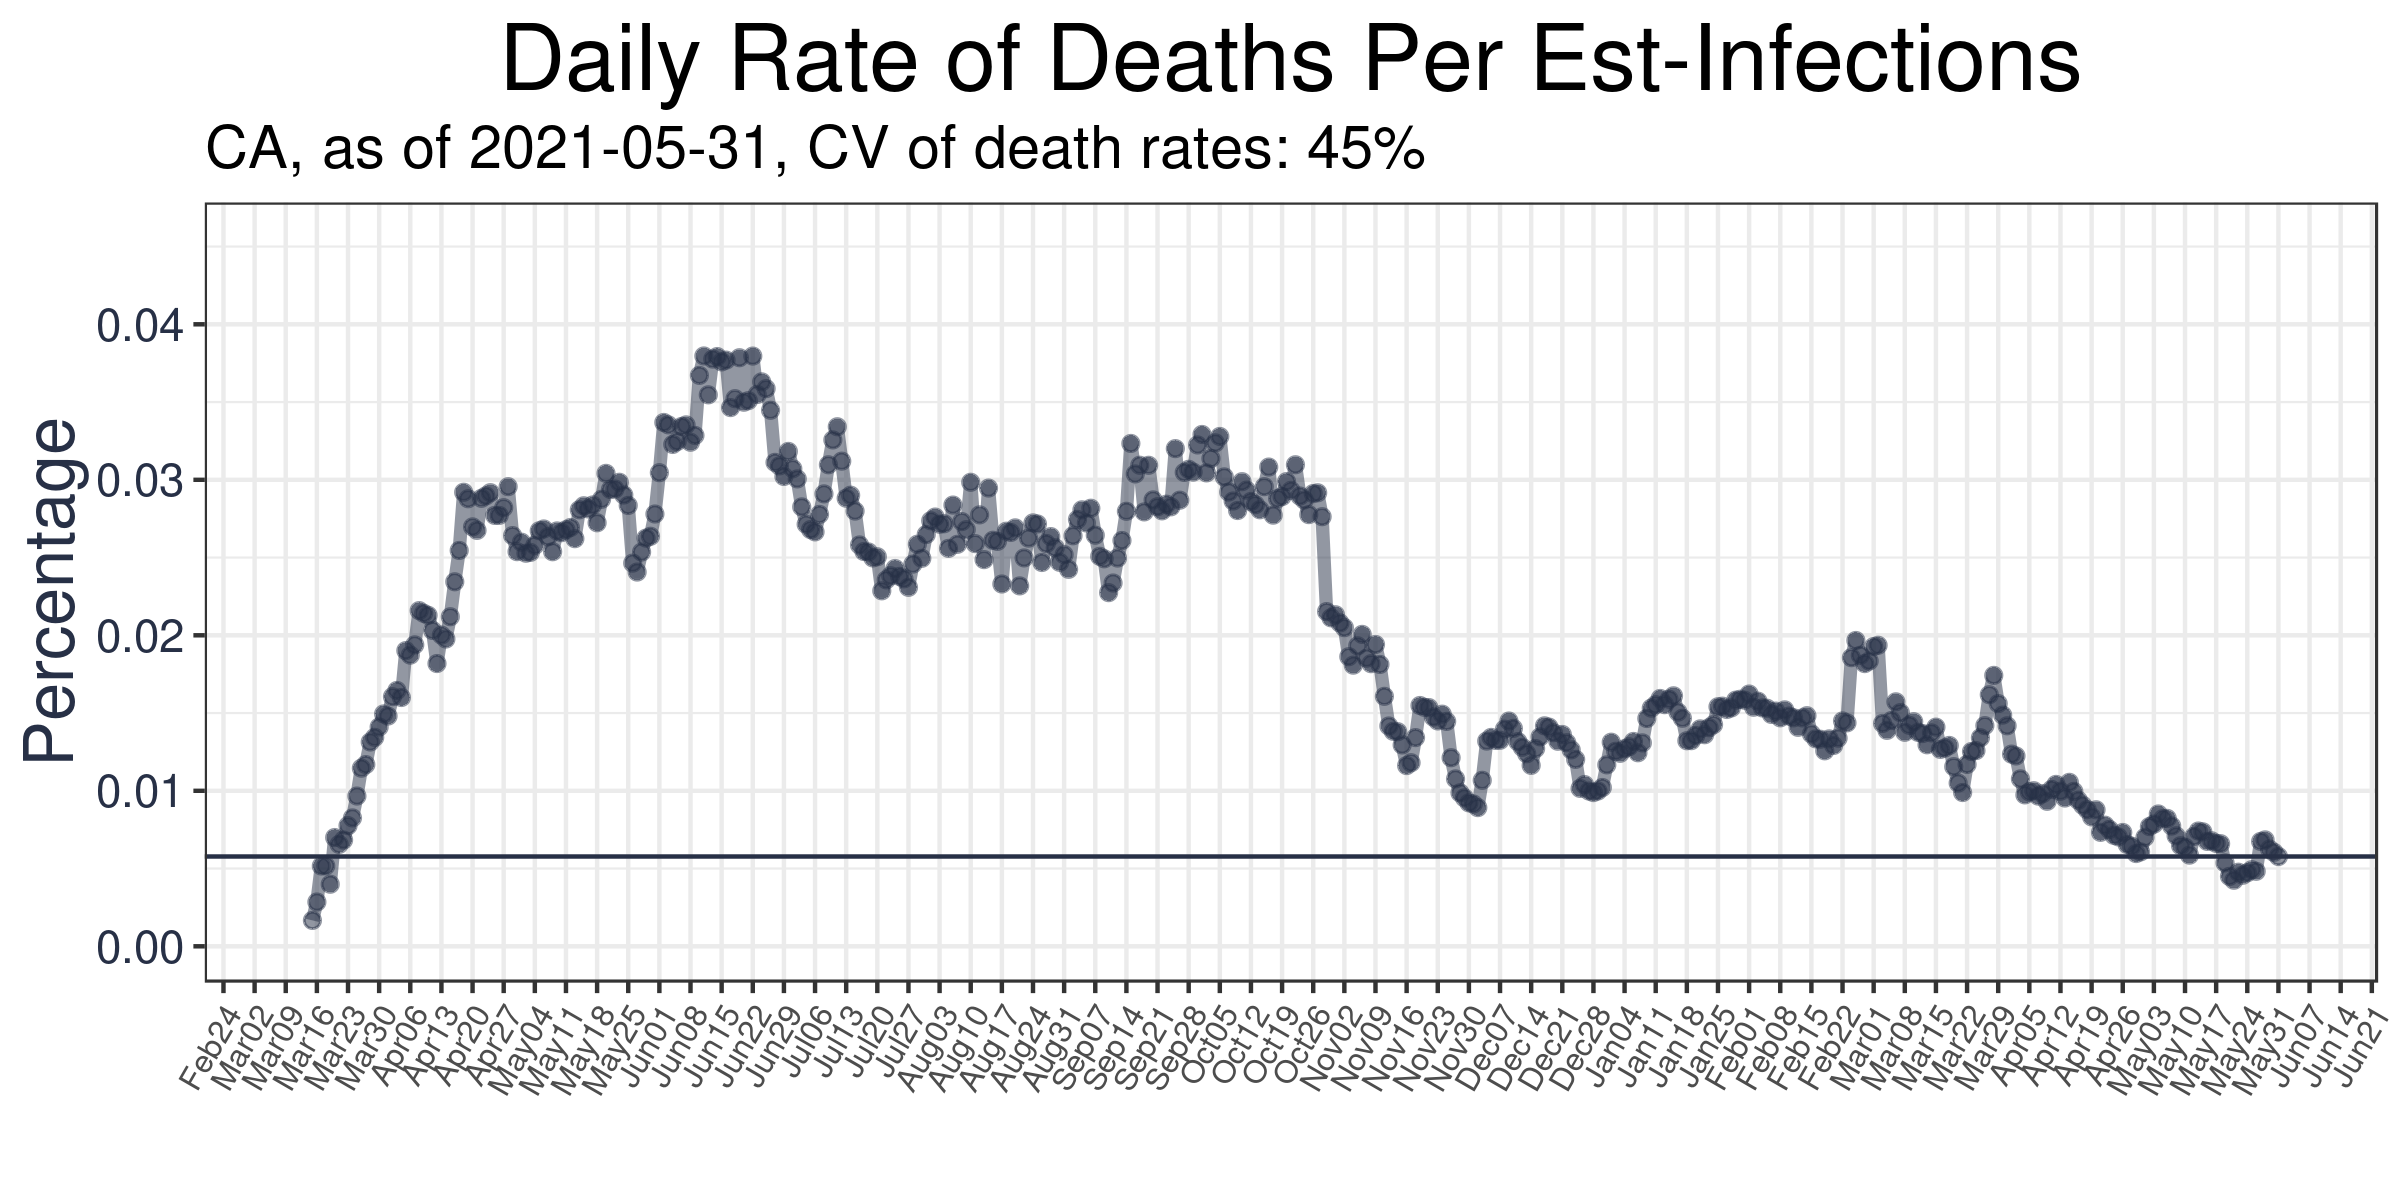 Daily Rate of Deaths Per Est-Infections
CA, as of 2021-05-31, CV of death rates: 45%
Percentage
0.04
0.03
0.02
0.01
0.00
Feb24
Mar02
Mar09
Mar16
Mar23
Mar30
Apr06
Apr13
Apr20
Apr27
May04
May11
May18
May25
Jun01
Jun08
Jun15
Jun22
Jun29
Jul06
Jul13
Jul20
Jul27
Aug03
Aug10
Aug17
Aug24
Aug31
Sep07
Sep14
Sep21
Sep28
Oct05
Oct12
Oct19
Oct26
Nov02
Nov09
Nov16
Nov23
Nov30
Dec07
Dec14
Dec21
Dec28
Jan04
Jan11
Jan18
Jan25
Feb01
Feb08
Feb15
Feb22
Mar01
Mar08
Mar15
Mar22
Mar29
Apr05
Apr12
Apr19
Apr26
May03
May10
May17
May24
May31
Jun07
Jun14
Jun21